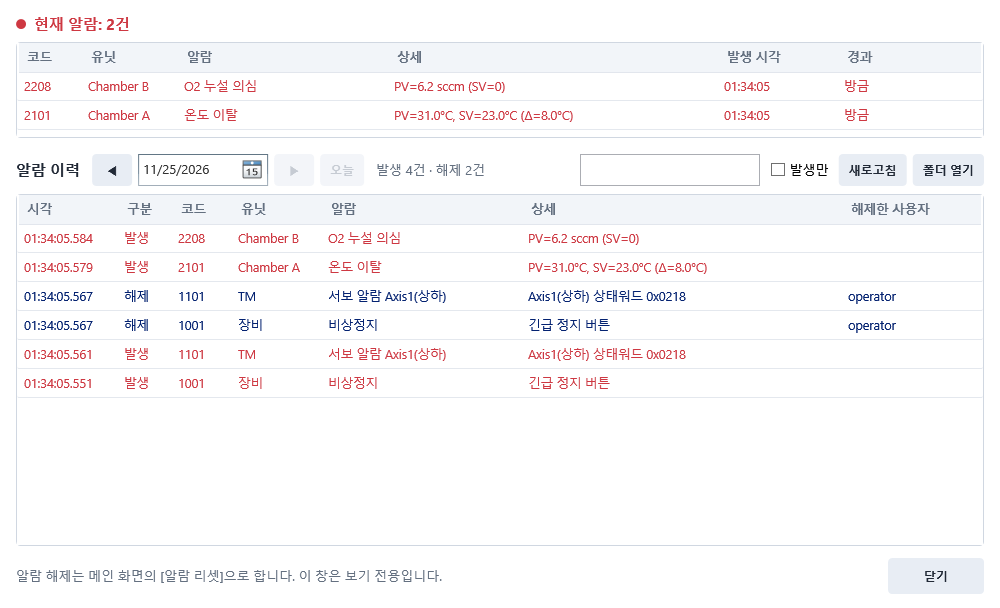 현재 알람: 2건
코드 유닛 알람 상세 발생 시각 경과
2208 Chamber B O2 누설 의심 PV=6.2 sccm (SV=0) 01:34:05 방금
2101 Chamber A 온도 이탈 PV=31.0°C, SV=23.0°C (Δ=8.0°C) 01:34:05 방금
알람 이력 ◀ 11/25/2026 15 ▶ 오늘 발생 4건 · 해제 2건 발생만 새로고침 폴더 열기
시각 구분 코드 유닛 알람 상세 해제한 사용자
01:34:05.584 발생 2208 Chamber B O2 누설 의심 PV=6.2 sccm (SV=0)
01:34:05.579 발생 2101 Chamber A 온도 이탈 PV=31.0°C, SV=23.0°C (Δ=8.0°C)
01:34:05.567 해제 1101 TM 서보 알람 Axis1(상하) Axis1(상하) 상태워드 0x0218 operator
01:34:05.567 해제 1001 장비 비상정지 긴급 정지 버튼 operator
01:34:05.561 발생 1101 TM 서보 알람 Axis1(상하) Axis1(상하) 상태워드 0x0218
01:34:05.551 발생 1001 장비 비상정지 긴급 정지 버튼
알람 해제는 메인 화면의 [알람 리셋]으로 합니다. 이 창은 보기 전용입니다. 닫기